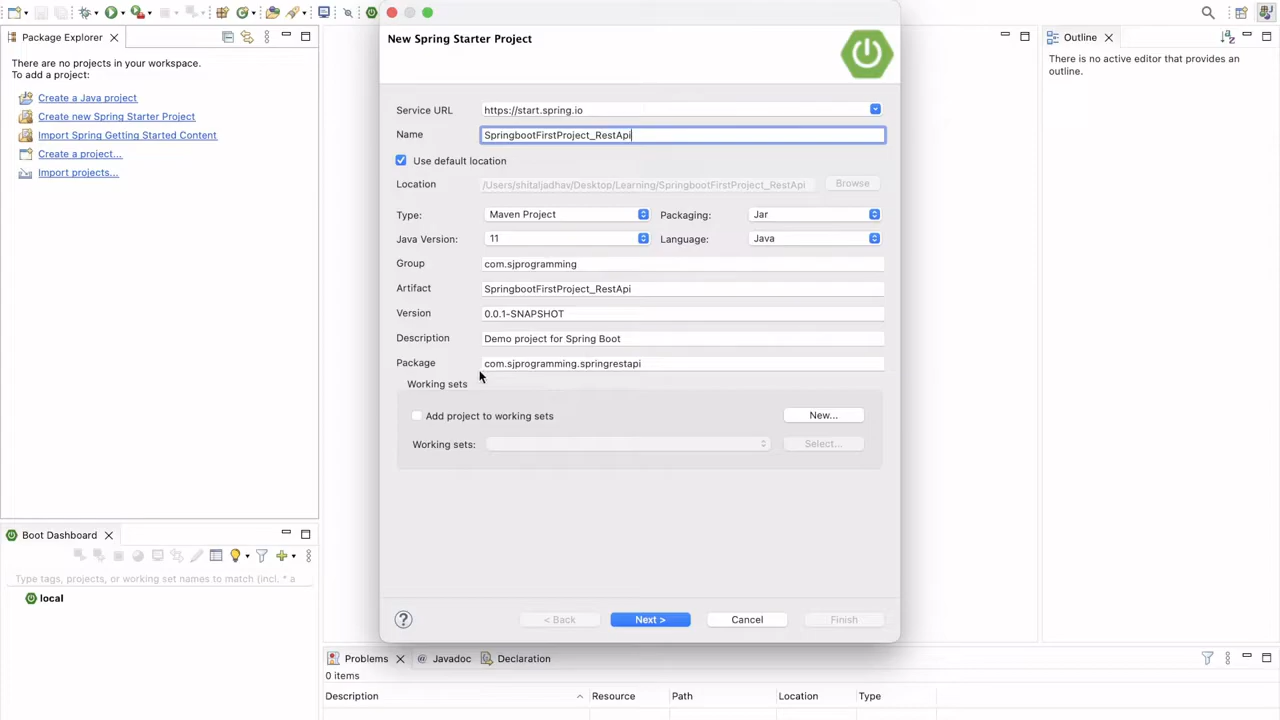 Package Explorer
There are no projects in your workspace.
To add a project:
Create a Java project
Create new Spring Starter Project
Import Spring Getting Started Content
Create a project...
Import projects...
New Spring Starter Project
Service URL https://start.spring.io
Name SpringbootFirstProject_RestApi
Use default location
Location /Users/shitaljadhav/Desktop/Learning/SpringbootFirstProject_RestApi Browse
Type: Maven Project Packaging: Jar
Java Version: 11 Language: Java
Group com.sjprogramming
Artifact SpringbootFirstProject_RestApi
Version 0.0.1-SNAPSHOT
Description Demo project for Spring Boot
Package com.sjprogramming.springrestapi
Working sets
Add project to working sets New...
Working sets: Select...
? < Back Next > Cancel Finish
Outline
There is no active editor that provides an
outline.
Boot Dashboard
Type tags, projects, or working set names to match (incl. * a
local
Problems @ Javadoc Declaration
0 items
Description Resource Path Location Type